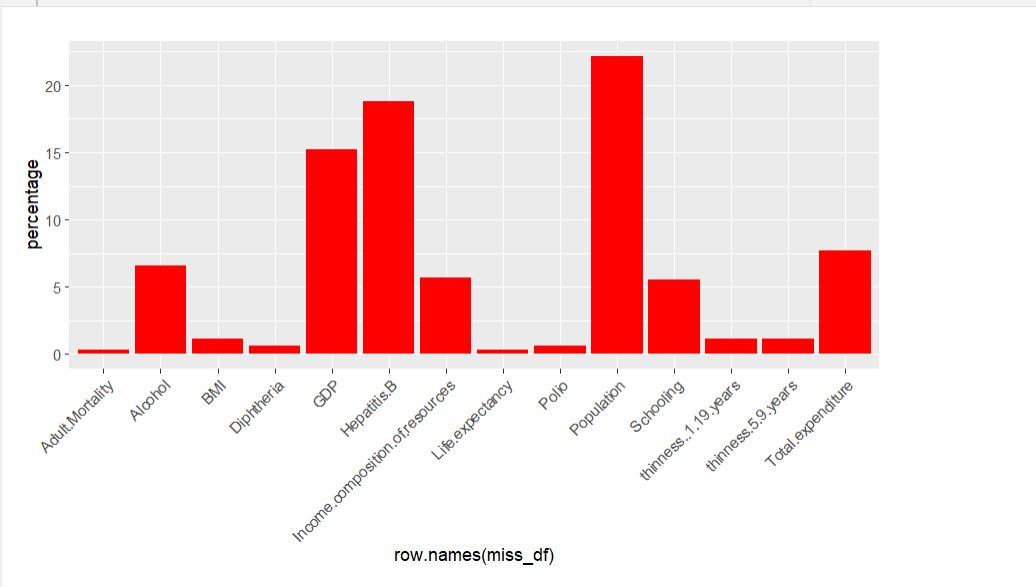 percentage
20
15
10
5
0
Adult.Mortality
Alcohol
BMI
Diphtheria
GDP
Hepatitis.B
Income.composition.of.resources
Life.expectancy
Polio
Population
Schooling
thinness..1.19.years
thinness.5.9.years
Total.expenditure
row.names(miss_df)